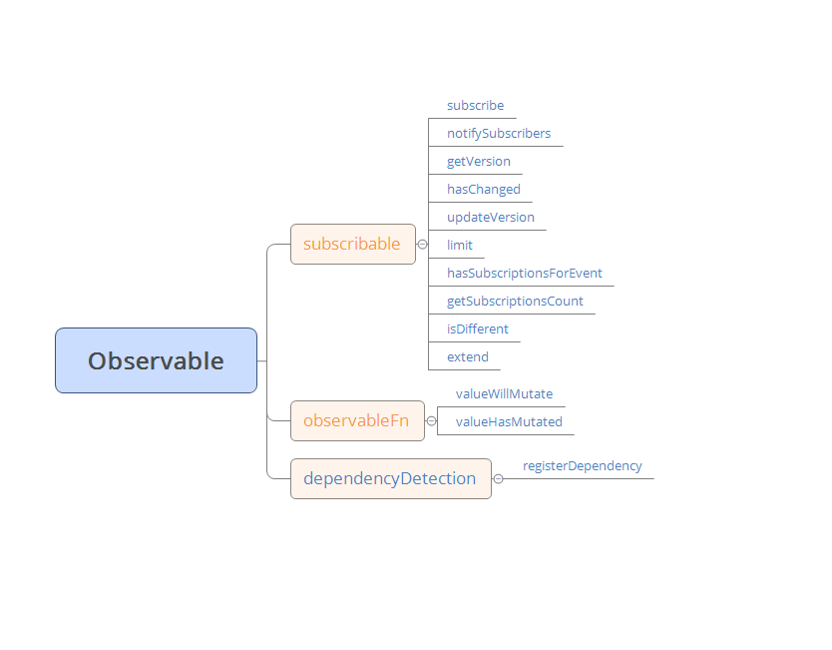 Observable
subscribable
subscribe
notifySubscribers
getVersion
hasChanged
updateVersion
limit
hasSubscriptionsForEvent
getSubscriptionsCount
isDifferent
extend
observableFn
valueWillMutate
valueHasMutated
dependencyDetection
registerDependency